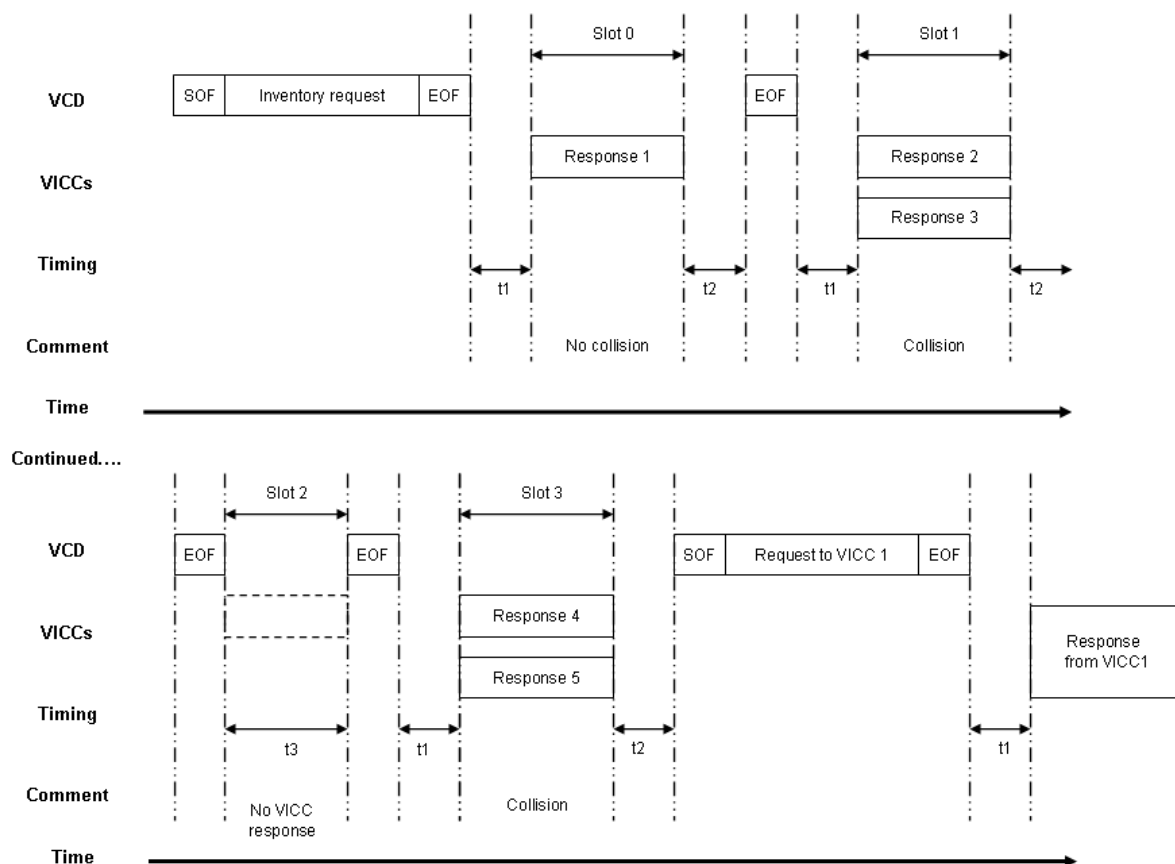 Slot 0
Slot 1
VCD
SOF
Inventory request
EOF
EOF
VICCs
Response 1
Response 2
Response 3
Timing
t1
t2
t1
t2
Comment
No collision
Collision
Time
Continued....
Slot 2
Slot 3
VCD
EOF
EOF
SOF
Request to VICC 1
EOF
VICCs
Response 4
Response 5
Response
from VICC1
Timing
t3
t1
t2
t1
Comment
No VICC
response
Collision
Time